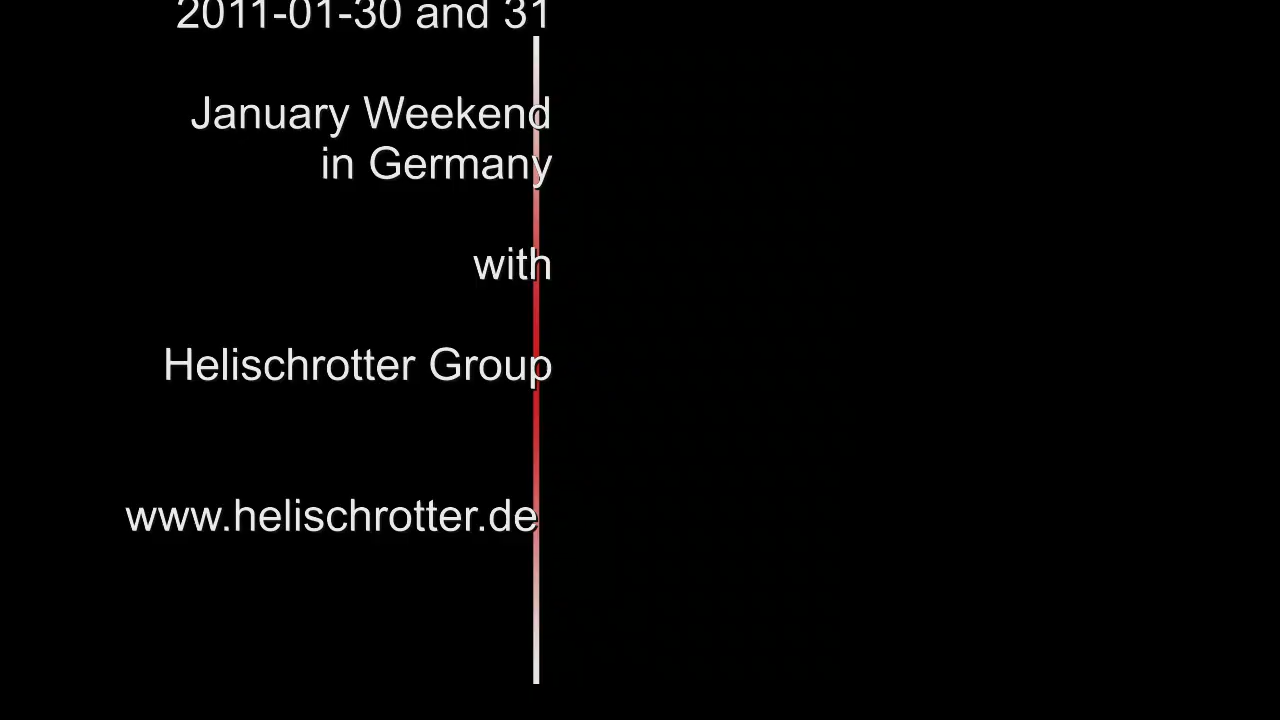 2011-01-30 and 31
January Weekend
in Germany
with
Helischrotter Group
www.helischrotter.de